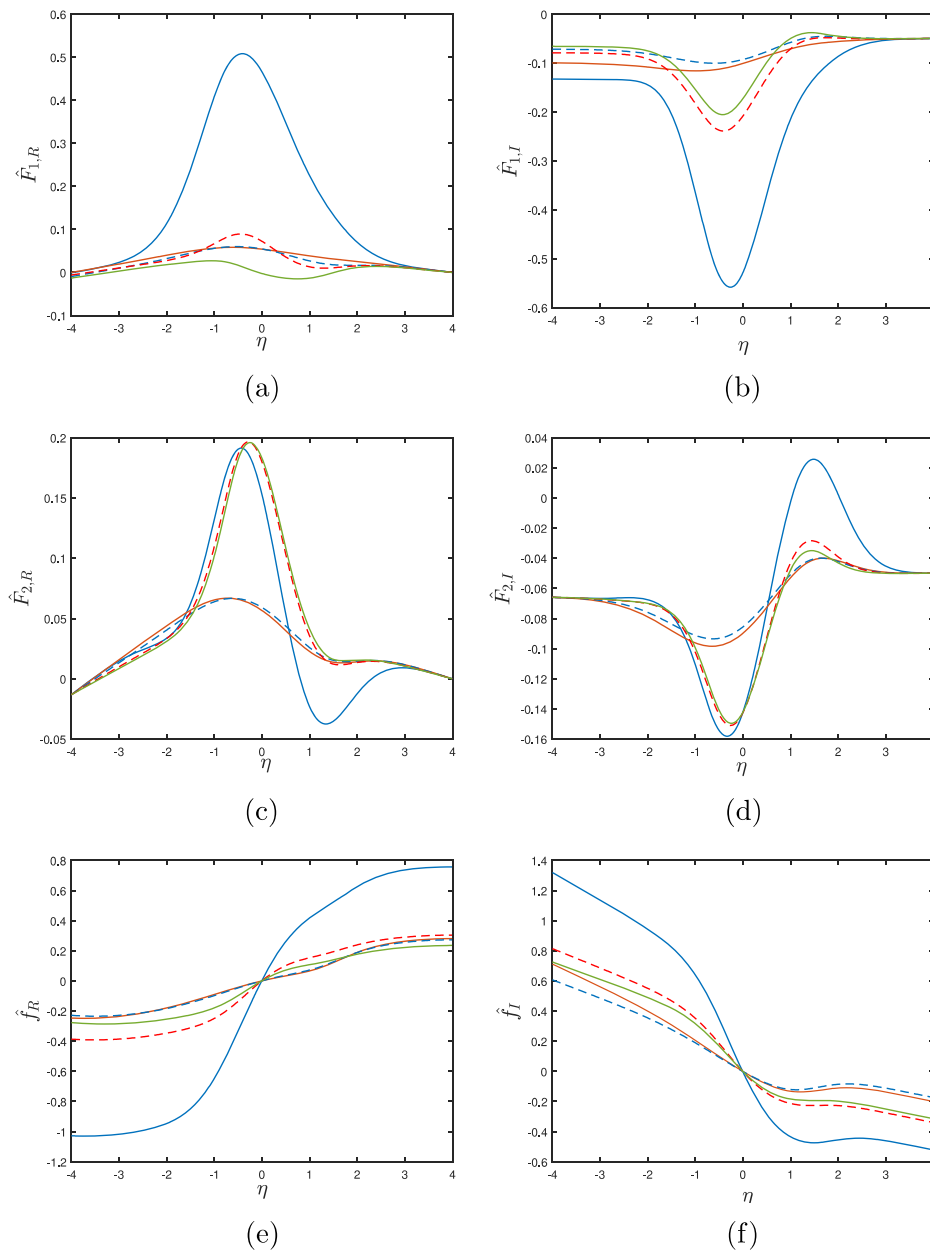 0.6
0.5
0.4
0.3
0.2
0.1
0
-0.1
$\hat{F}_{1,R}$
-4 -3 -2 -1 0 1 2 3 4
η
(a)
0
-0.1
-0.2
-0.3
-0.4
-0.5
-0.6
$\hat{F}_{1,I}$
-4 -3 -2 -1 0 1 2 3
η
(b)
0.2
0.15
0.1
0.05
0
-0.05
$\hat{F}_{2,R}$
-4 -3 -2 -1 0 1 2 3 4
η
(c)
0.04
0.02
0
-0.02
-0.04
-0.06
-0.08
-0.1
-0.12
-0.14
-0.16
$\hat{F}_{2,I}$
-4 -3 -2 -1 0 1 2 3
η
(d)
0.8
0.6
0.4
0.2
0
-0.2
-0.4
-0.6
-0.8
-1
-1.2
$\hat{f}_R$
-4 -3 -2 -1 0 1 2 3 4
η
(e)
1.4
1.2
1
0.8
0.6
0.4
0.2
0
-0.2
-0.4
-0.6
$\hat{f}_I$
-4 -3 -2 -1 0 1 2 3
η
(f)